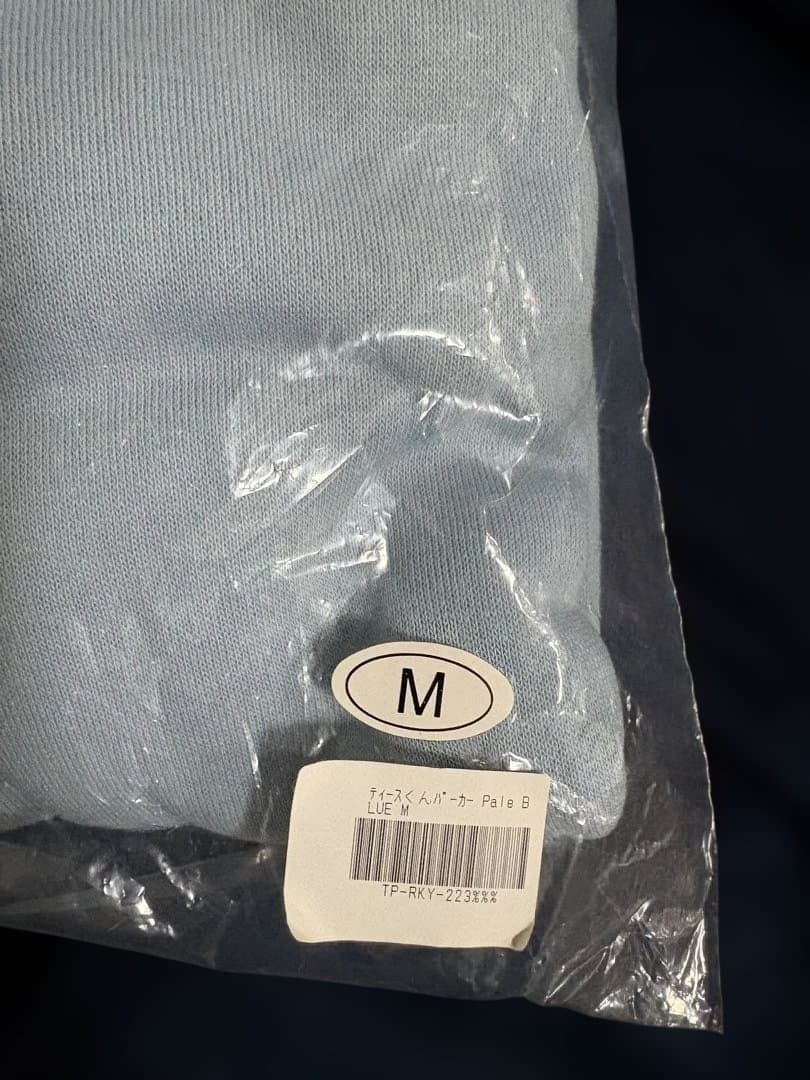 M
ﾃｨｰｽくんﾊﾟｰｶｰ Pale B
LUE M
TP-RKY-223%%%